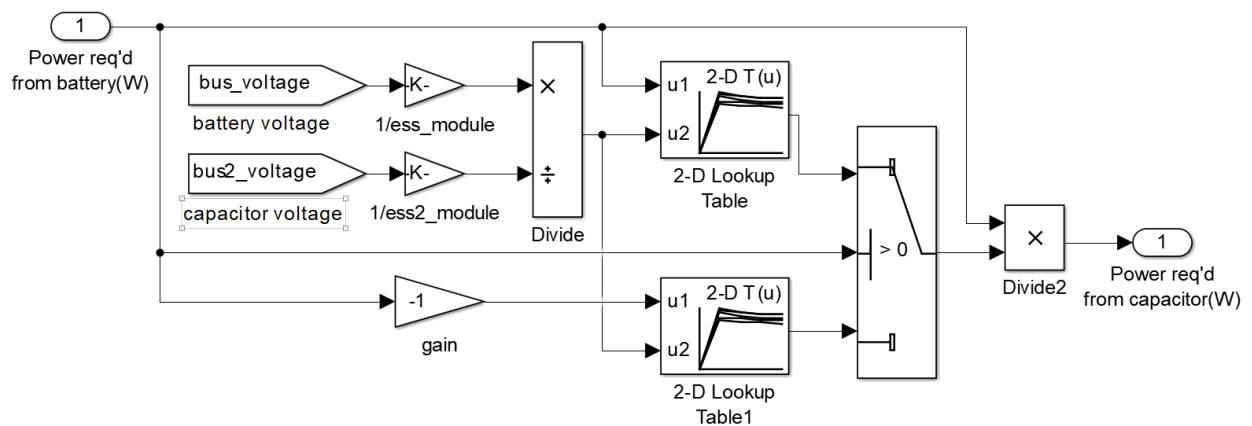 1
Power req'd
from battery(W)
bus_voltage
battery voltage
-K-
1/ess_module
bus2_voltage
capacitor voltage
-K-
1/ess2_module
×
÷
Divide
2-D T(u)
u1
u2
2-D Lookup
Table
> 0
-1
gain
2-D T(u)
u1
u2
2-D Lookup
Table1
×
Divide2
1
Power req'd
from capacitor(W)